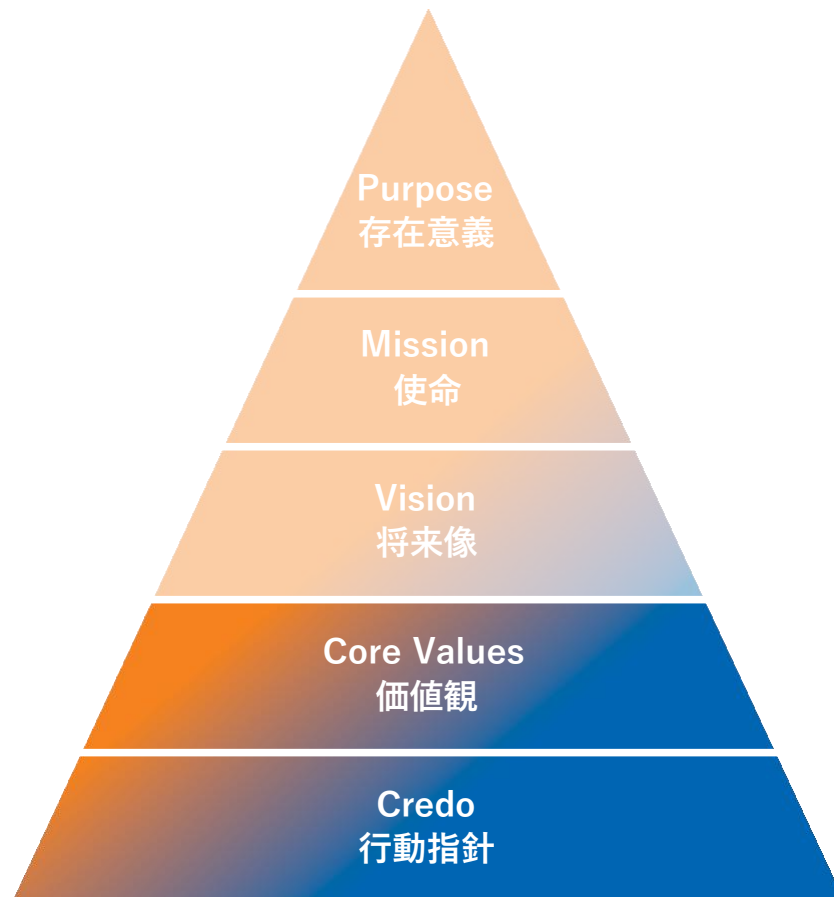 Purpose
存在意義
Mission
使命
Vision
将来像
Core Values
価値観
Credo
行動指針